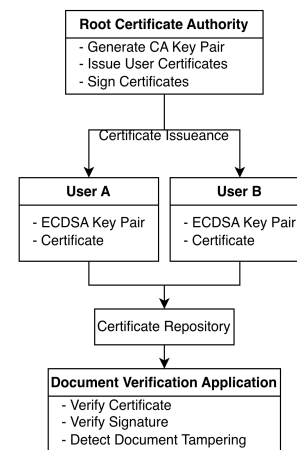 Root Certificate Authority
- Generate CA Key Pair
- Issue User Certificates
- Sign Certificates
Certificate Issueance
User A
- ECDSA Key Pair
- Certificate
User B
- ECDSA Key Pair
- Certificate
Certificate Repository
Document Verification Application
- Verify Certificate
- Verify Signature
- Detect Document Tampering